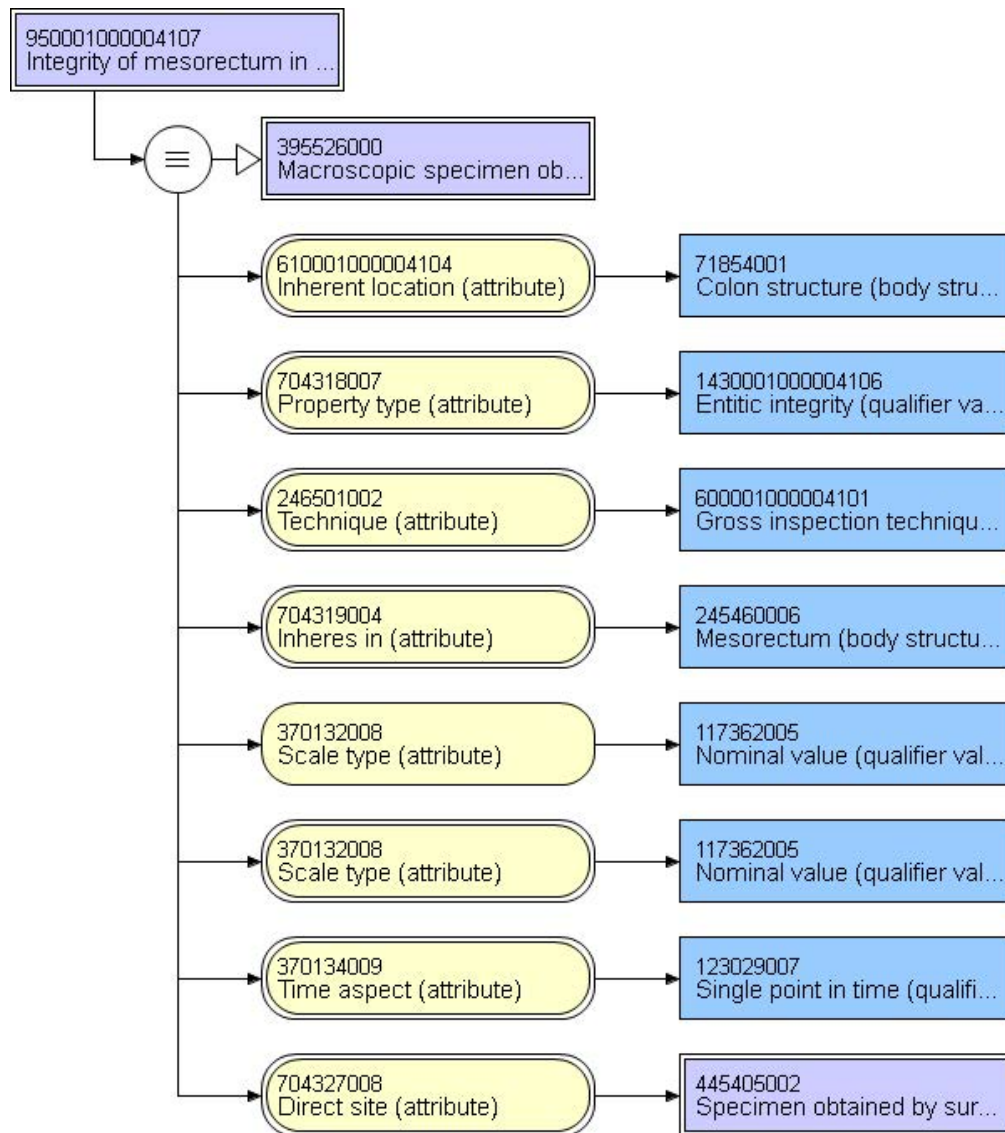 950001000004107
Integrity of mesorectum in ...
395526000
Macroscopic specimen ob...
610001000004104
Inherent location (attribute)
71854001
Colon structure (body stru...
704318007
Property type (attribute)
1430001000004106
Entitic integrity (qualifier va...
246501002
Technique (attribute)
600001000004101
Gross inspection techniqu...
704319004
Inheres in (attribute)
245460006
Mesorectum (body structu...
370132008
Scale type (attribute)
117362005
Nominal value (qualifier val...
370132008
Scale type (attribute)
117362005
Nominal value (qualifier val...
370134009
Time aspect (attribute)
123029007
Single point in time (qualifi...
704327008
Direct site (attribute)
445405002
Specimen obtained by sur...